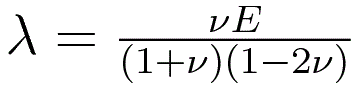 λ = νE / (1+ν)(1−2ν)